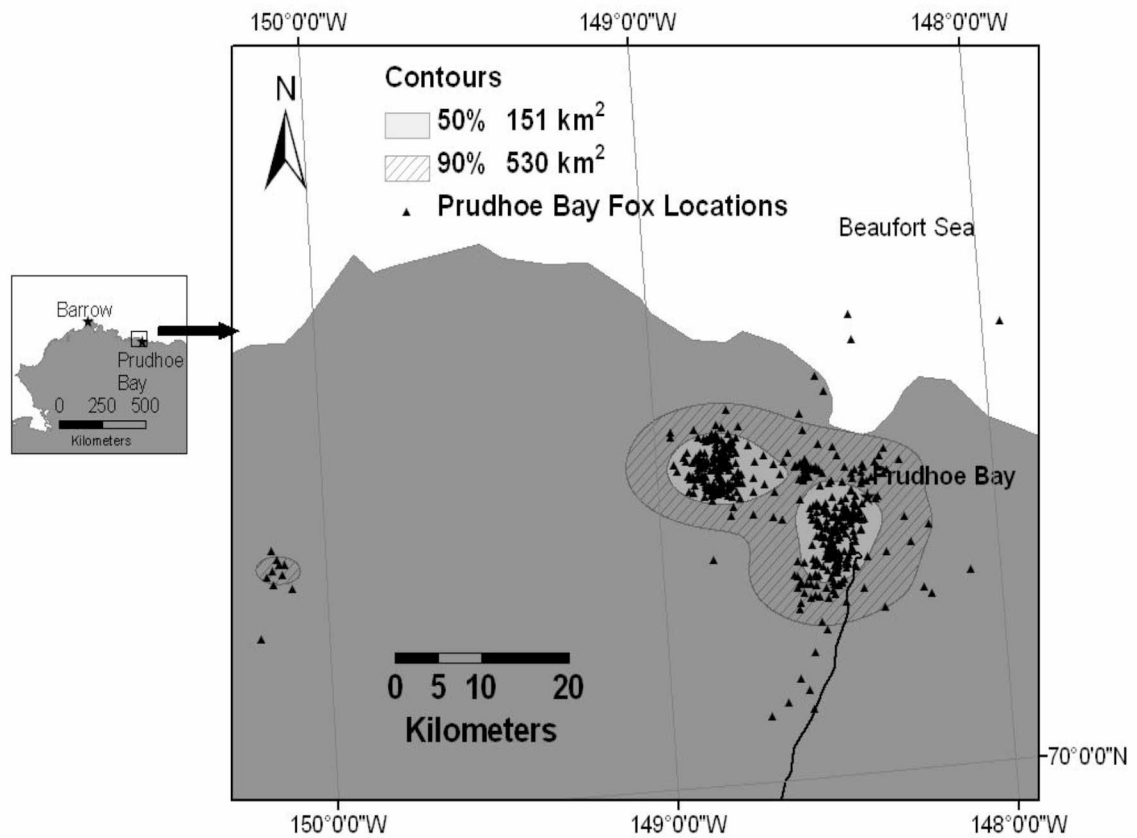 150°0'0"W 149°0'0"W 148°0'0"W
N
Contours
50% 151 km²
90% 530 km²
Prudhoe Bay Fox Locations
Beaufort Sea
Barrow
Prudhoe
Bay
0 250 500
Kilometers
Prudhoe Bay
0 5 10 20
Kilometers
70°0'0"N
150°0'0"W 149°0'0"W 148°0'0"W